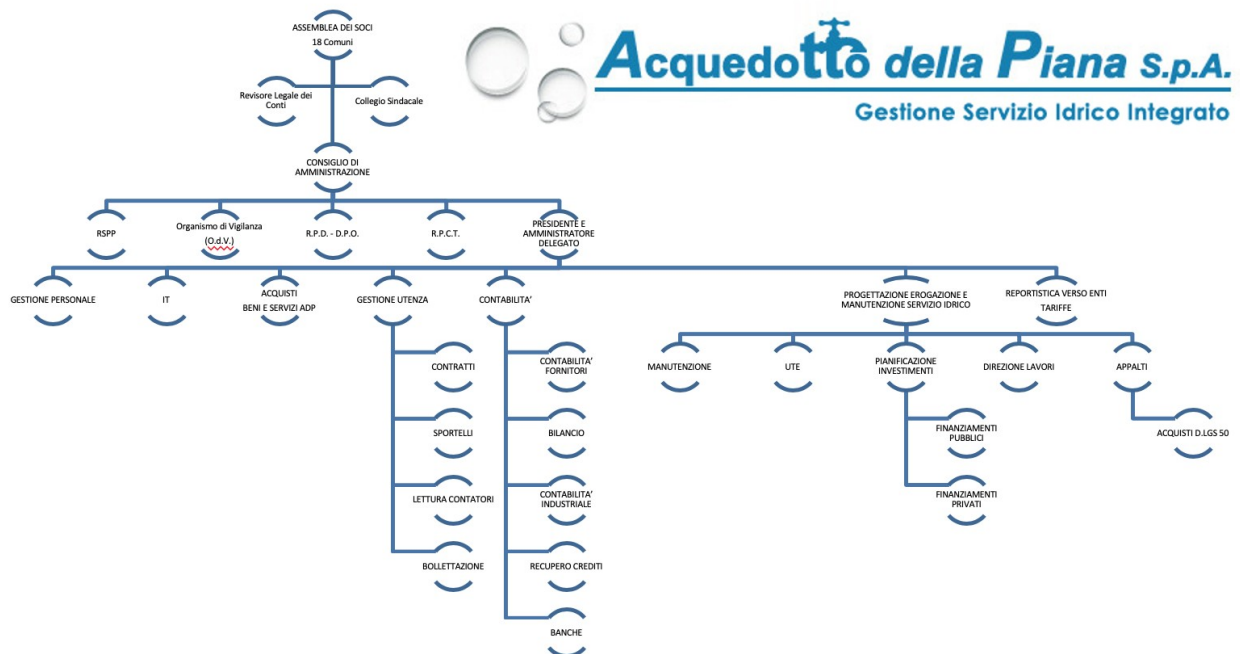 ASSEMBLEA DEI SOCI
18 Comuni
Acquedotto della Piana S.p.A.
Gestione Servizio Idrico Integrato
Revisore Legale dei
Conti
Collegio Sindacale
CONSIGLIO DI
AMMINISTRAZIONE
RSPP
Organismo di Vigilanza
(O.d.V.)
R.P.D. - D.P.O.
R.P.C.T.
PRESIDENTE E
AMMINISTRATORE
DELEGATO
GESTIONE PERSONALE
IT
ACQUISTI
BENI E SERVIZI ADP
GESTIONE UTENZA
CONTABILITA'
PROGETTAZIONE EROGAZIONE E
MANUTENZIONE SERVIZIO IDRICO
REPORTISTICA VERSO ENTI
TARIFFE
CONTRATTI
SPORTELLI
LETTURA CONTATORI
BOLLETTAZIONE
CONTABILITA'
FORNITORI
BILANCIO
CONTABILITA'
INDUSTRIALE
RECUPERO CREDITI
BANCHE
MANUTENZIONE
UTE
PIANIFICAZIONE
INVESTIMENTI
DIREZIONE LAVORI
APPALTI
FINANZIAMENTI
PUBBLICI
FINANZIAMENTI
PRIVATI
ACQUISTI D.LGS 50